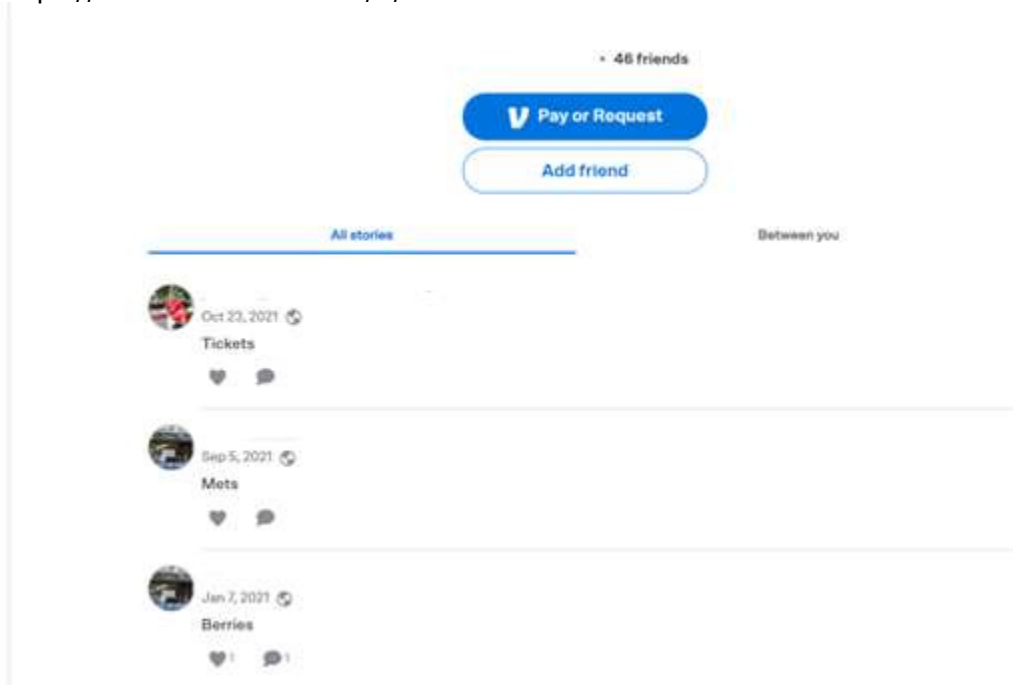 • 46 friends
Pay or Request
Add friend
All stories Between you
Oct 23, 2021
Tickets
Sep 5, 2021
Mets
Jan 7, 2021
Berries
1 1